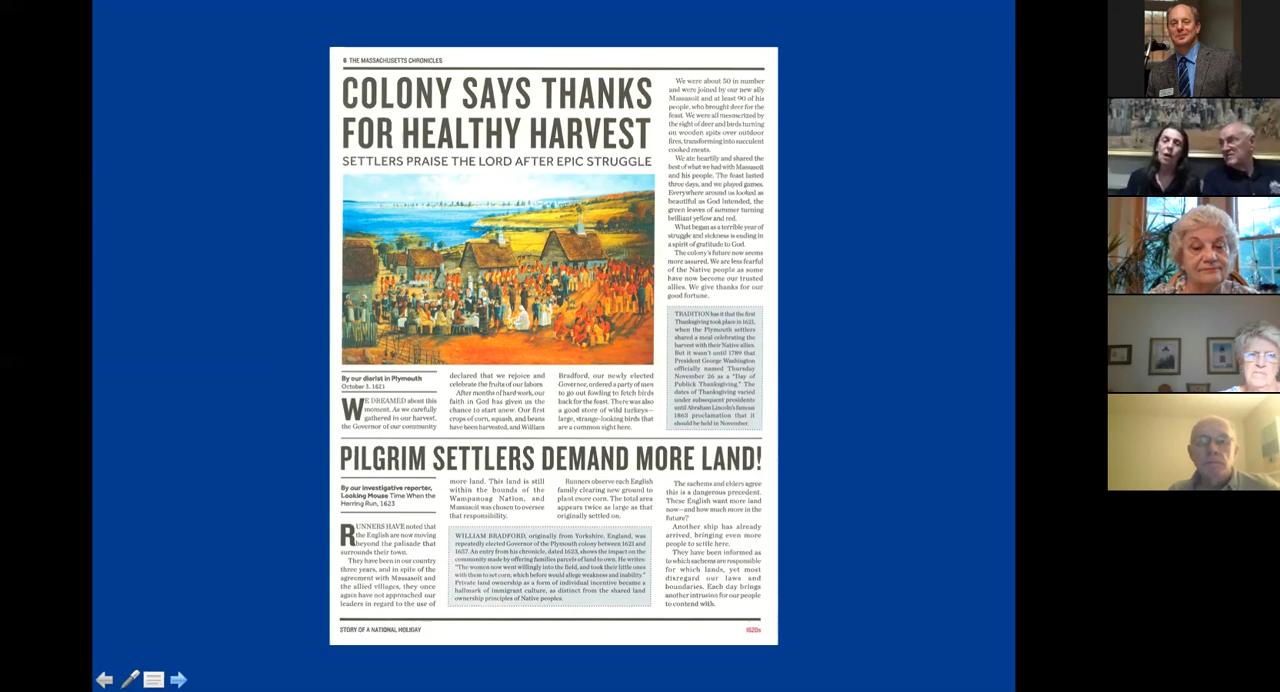 6 THE MASSACHUSETTS CHRONICLES
COLONY SAYS THANKS
FOR HEALTHY HARVEST
SETTLERS PRAISE THE LORD AFTER EPIC STRUGGLE
By our diarist in Plymouth
October 3, 1621
WE DREAMED about this
moment. As we carefully
gathered in our harvest,
the Governor of our community
declared that we rejoice and
celebrate the fruits of our labors.
After months of hard work, our
faith in God has given us the
chance to start anew. Our first
crops of corn, squash, and beans
have been harvested, and William
Bradford, our newly elected
Governor, ordered a party of men
to go out fowling to fetch birds
back for the feast. There was also
a good store of wild turkeys—
large, strange-looking birds that
are a common sight here.
We were about 50 in number
and were joined by our new ally
Massasoit and at least 90 of his
people, who brought deer for the
feast. We were all mesmerized by
the sight of deer and birds turning
on wooden spits over outdoor
fires, transforming into succulent
cooked meats.
We ate heartily and shared the
best of what we had with Massasoit
and his people. The feast lasted
three days, and we played games.
Everywhere around us looked as
beautiful as God intended, the
green leaves of summer turning
brilliant yellow and red.
What began as a terrible year of
struggle and sickness is ending in
a spirit of gratitude to God.
The colony's future now seems
more assured. We are less fearful
of the Native people as some
have now become our trusted
allies. We give thanks for our
good fortune.
TRADITION has it that the first
Thanksgiving took place in 1621,
when the Plymouth settlers
shared a meal celebrating the
harvest with their Native allies.
But it wasn't until 1789 that
President George Washington
officially named Thursday
November 26 as a "Day of
Publick Thanksgiving." The
dates of Thanksgiving varied
under subsequent presidents
until Abraham Lincoln's famous
1863 proclamation that it
should be held in November.
PILGRIM SETTLERS DEMAND MORE LAND!
By our investigative reporter,
Looking Mouse Time When the
Herring Run, 1623
RUNNERS HAVE noted that
the English are now moving
beyond the palisade that
surrounds their town.
They have been in our country
three years, and in spite of the
agreement with Massasoit and
the allied villages, they once
again have not approached our
leaders in regard to the use of
more land. This land is still
within the bounds of the
Wampanoag Nation, and
Massasoit was chosen to oversee
that responsibility.
Runners observe each English
family clearing new ground to
plant more corn. The total area
appears twice as large as that
originally settled on.
WILLIAM BRADFORD, originally from Yorkshire, England, was
repeatedly elected Governor of the Plymouth colony between 1621 and
1657. An entry from his chronicle, dated 1623, shows the impact on the
community made by offering families parcels of land to own. He writes:
"The women now went willingly into the field, and took their little ones
with them to set corn; which before would allege weakness and inability."
Private land ownership as a form of individual incentive became a
hallmark of immigrant culture, as distinct from the shared land
ownership principles of Native peoples.
The sachems and elders agree
this is a dangerous precedent.
These English want more land
now—and how much more in the
future?
Another ship has already
arrived, bringing even more
people to settle here.
They have been informed as
to which sachems are responsible
for which lands, yet most
disregard our laws and
boundaries. Each day brings
another intrusion for our people
to contend with.
STORY OF A NATIONAL HOLIDAY
1620s